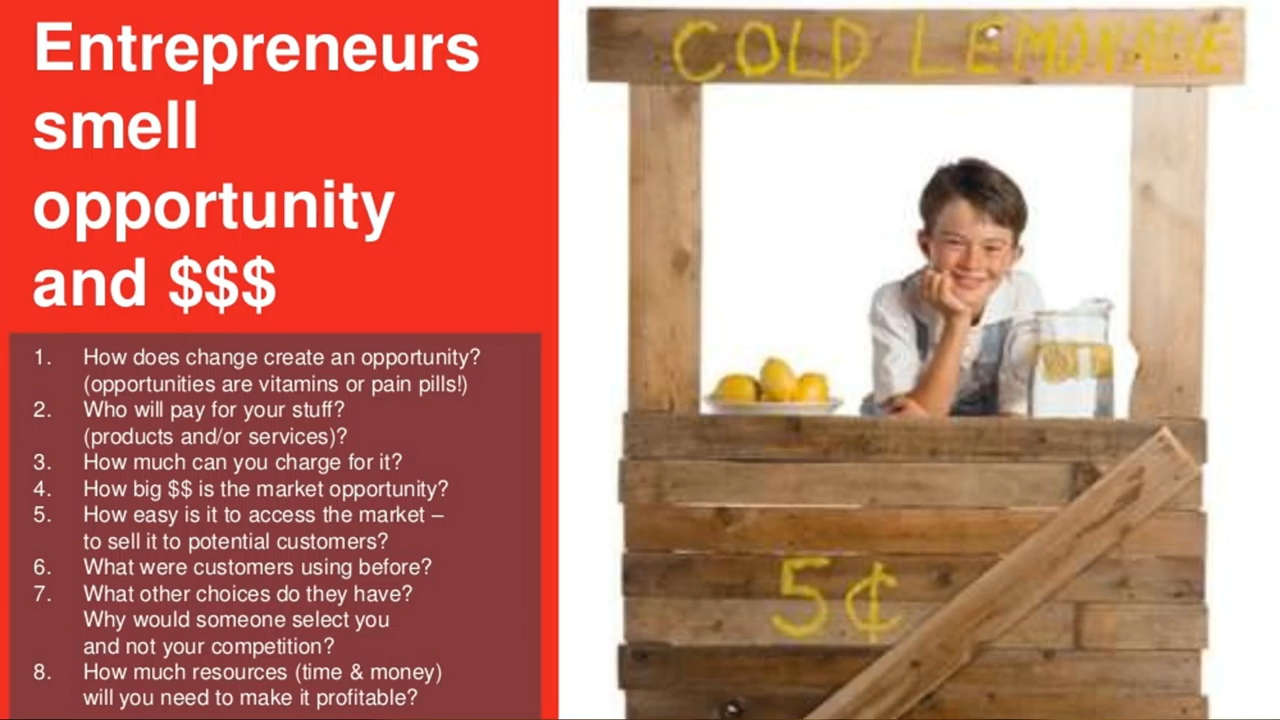 Entrepreneurs
smell
opportunity
and $$$
1. How does change create an opportunity?
(opportunities are vitamins or pain pills!)
2. Who will pay for your stuff?
(products and/or services)?
3. How much can you charge for it?
4. How big $$ is the market opportunity?
5. How easy is it to access the market –
to sell it to potential customers?
6. What were customers using before?
7. What other choices do they have?
Why would someone select you
and not your competition?
8. How much resources (time & money)
will you need to make it profitable?
COLD LEMONADE
5¢